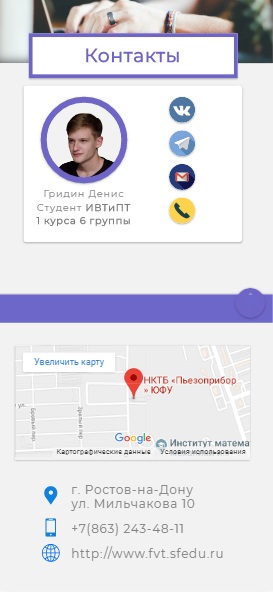 Контакты
Гридин Денис
Студент ИВТиПТ
1 курса 6 группы
Увеличить карту
НКТБ «Пьезоприбор
» ЮФУ
ул.
Google
Институт матема
Картографические данные
Условия использования
г. Ростов-на-Дону
ул. Мильчакова 10
+7(863) 243-48-11
http://www.fvt.sfedu.ru